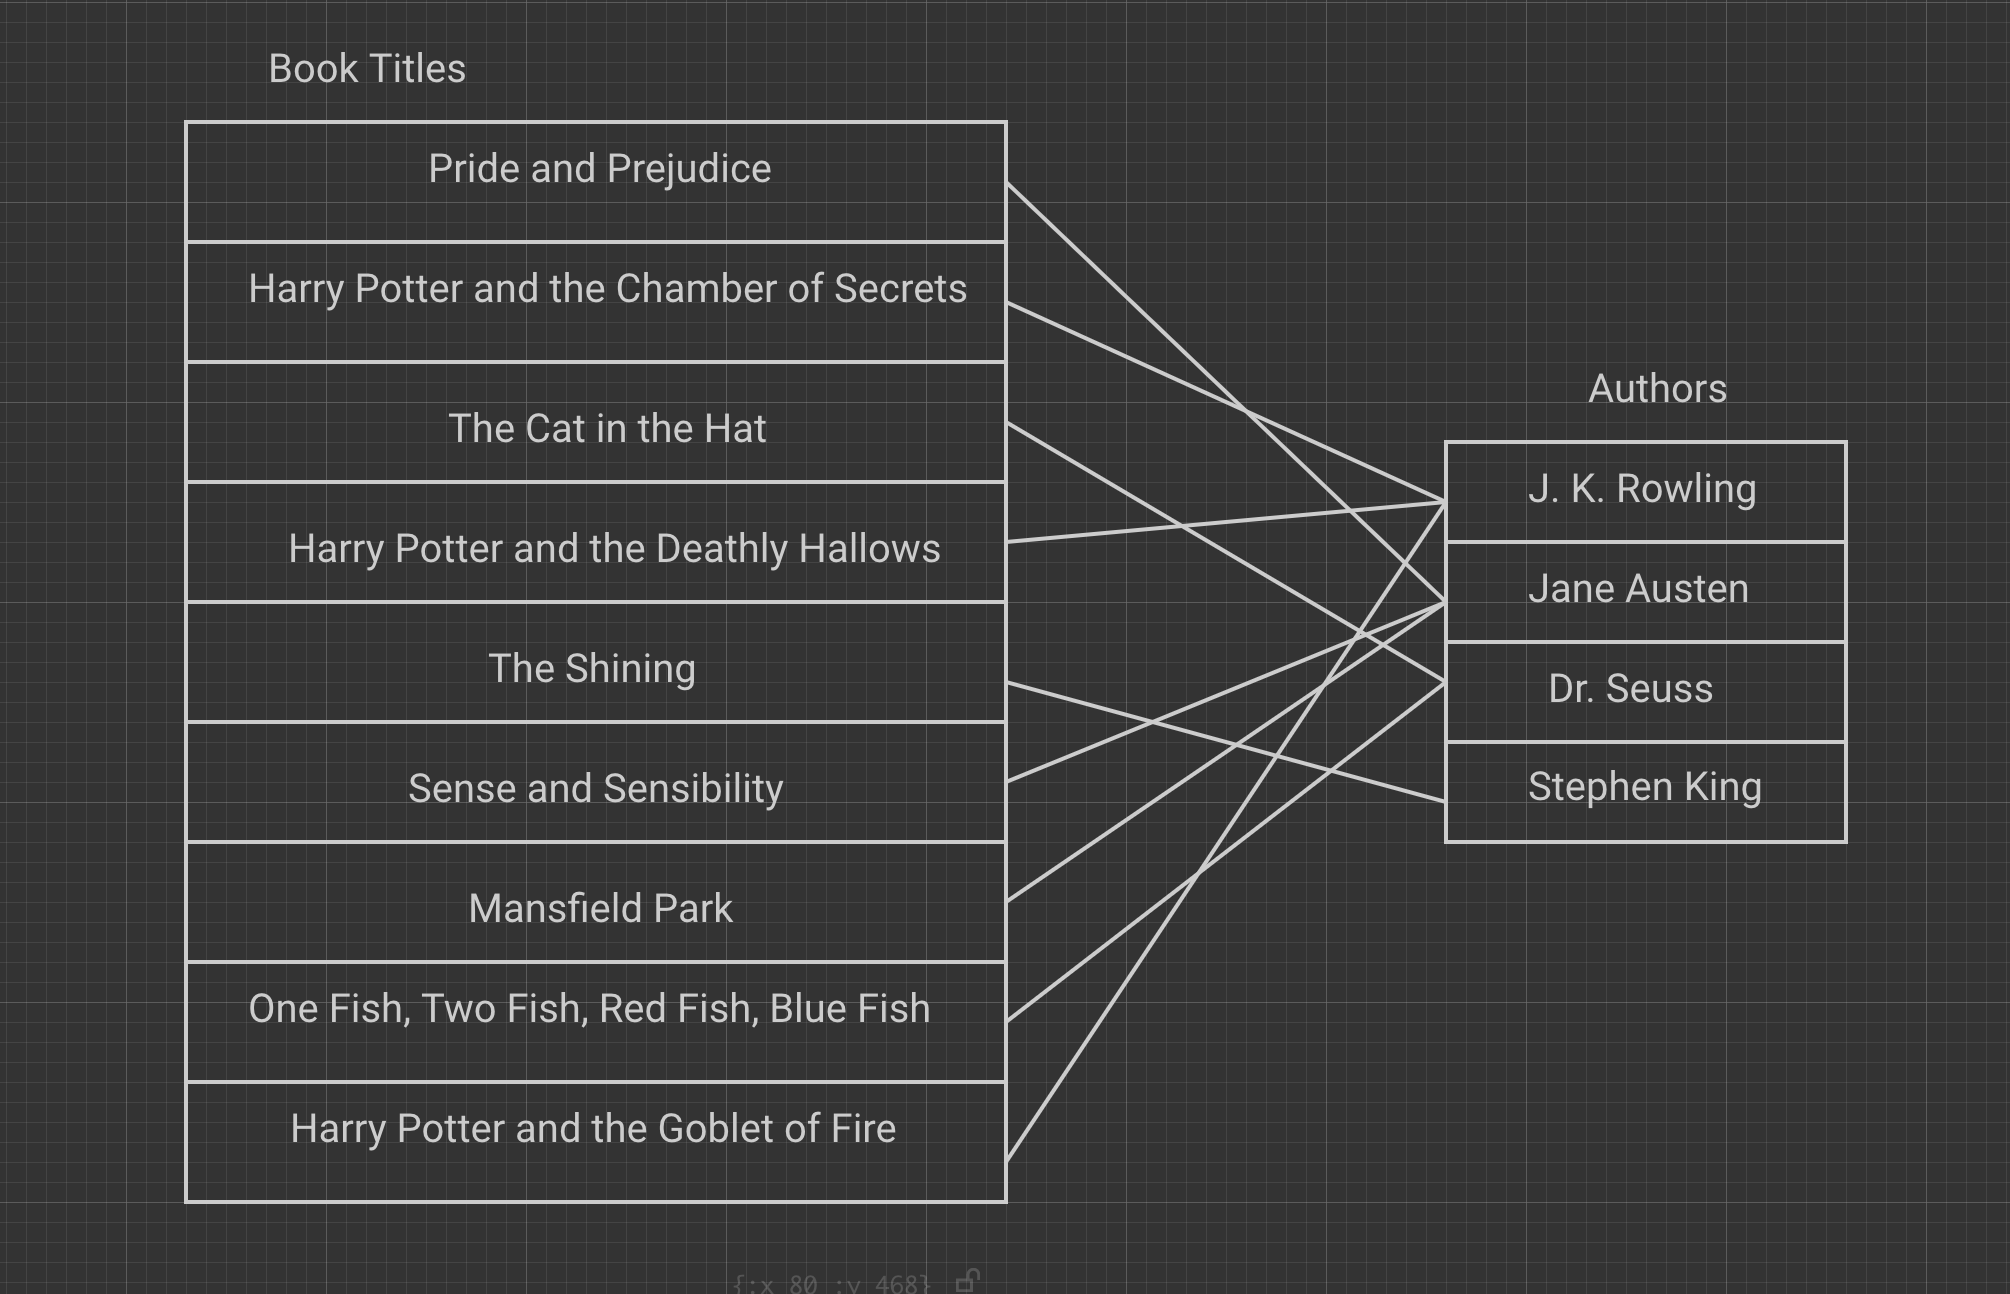 Book Titles
Pride and Prejudice
Harry Potter and the Chamber of Secrets
The Cat in the Hat
Harry Potter and the Deathly Hallows
The Shining
Sense and Sensibility
Mansfield Park
One Fish, Two Fish, Red Fish, Blue Fish
Harry Potter and the Goblet of Fire
Authors
J. K. Rowling
Jane Austen
Dr. Seuss
Stephen King
{:x 80 :y 468}